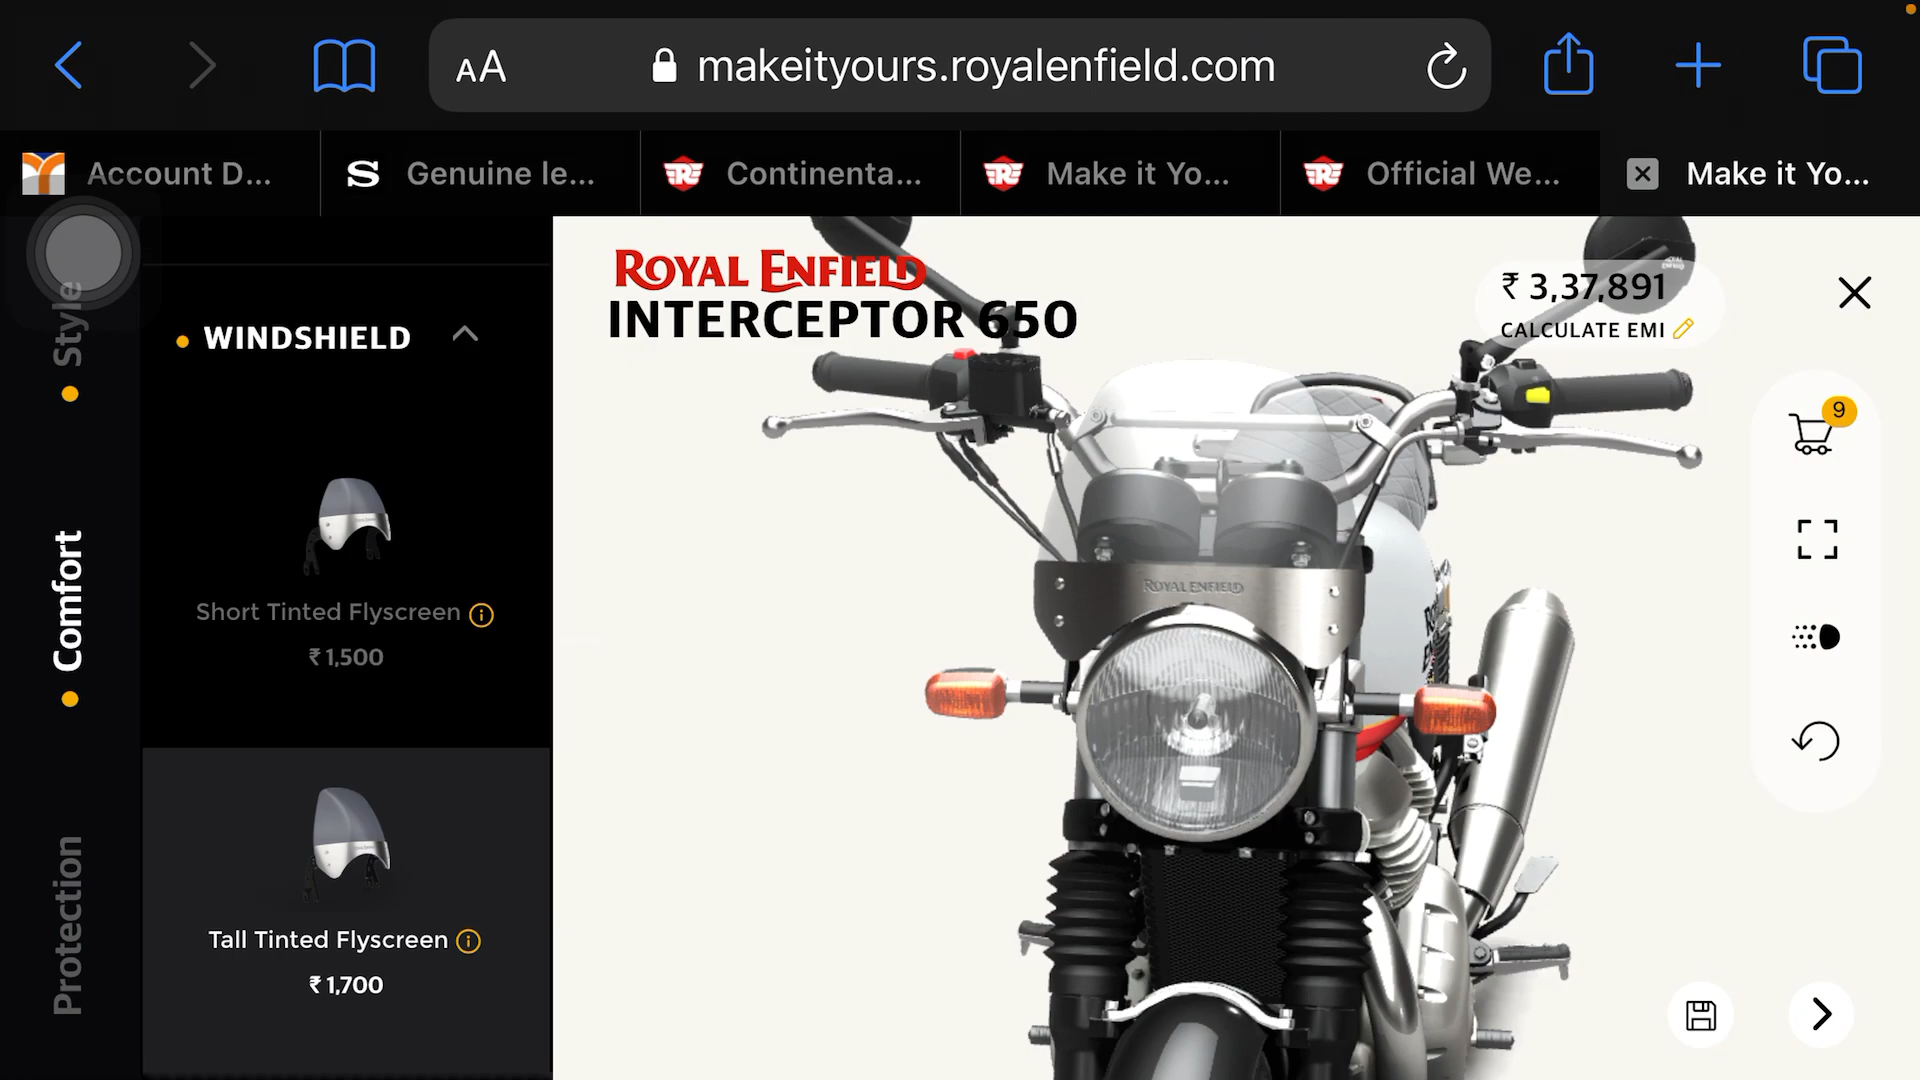 AA makeityours.royalenfield.com
Account D...
Genuine le...
Continenta...
Make it Yo...
Official We...
Make it Yo...
Style
Comfort
Protection
WINDSHIELD
Short Tinted Flyscreen
₹1,500
Tall Tinted Flyscreen
₹1,700
ROYAL ENFIELD
INTERCEPTOR 650
₹ 3,37,891
CALCULATE EMI
9
ROYAL ENFIELD